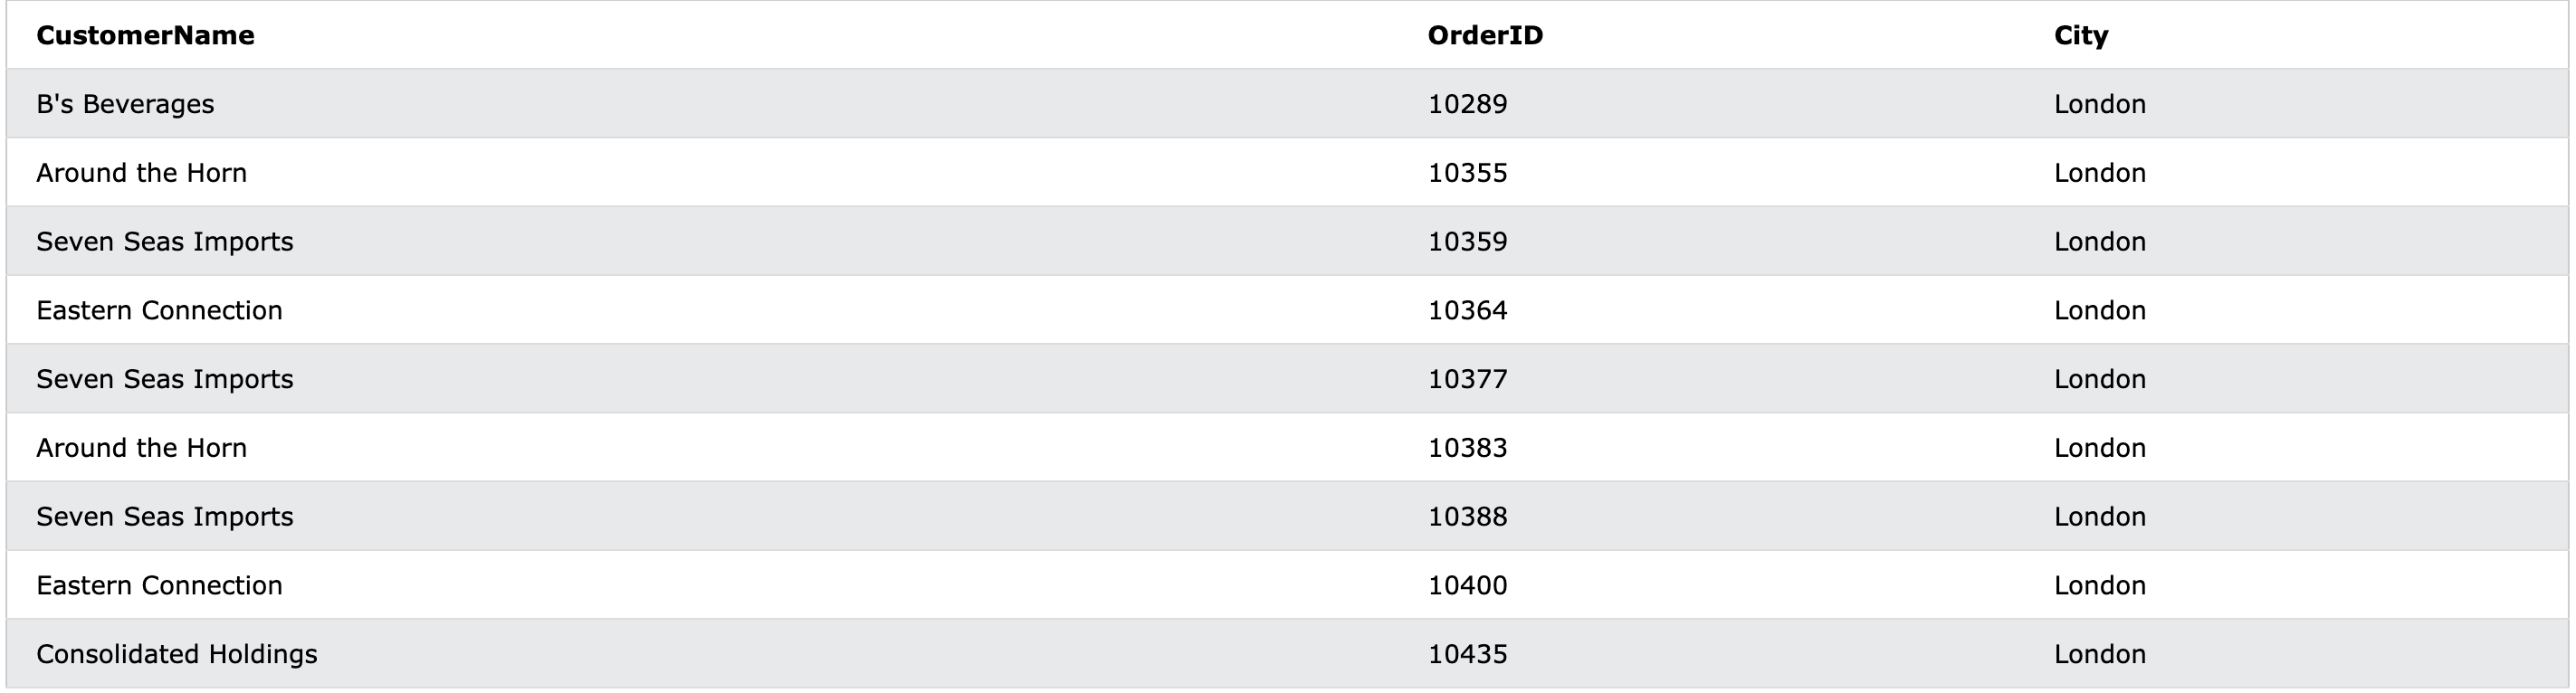 CustomerName OrderID City
B's Beverages 10289 London
Around the Horn 10355 London
Seven Seas Imports 10359 London
Eastern Connection 10364 London
Seven Seas Imports 10377 London
Around the Horn 10383 London
Seven Seas Imports 10388 London
Eastern Connection 10400 London
Consolidated Holdings 10435 London